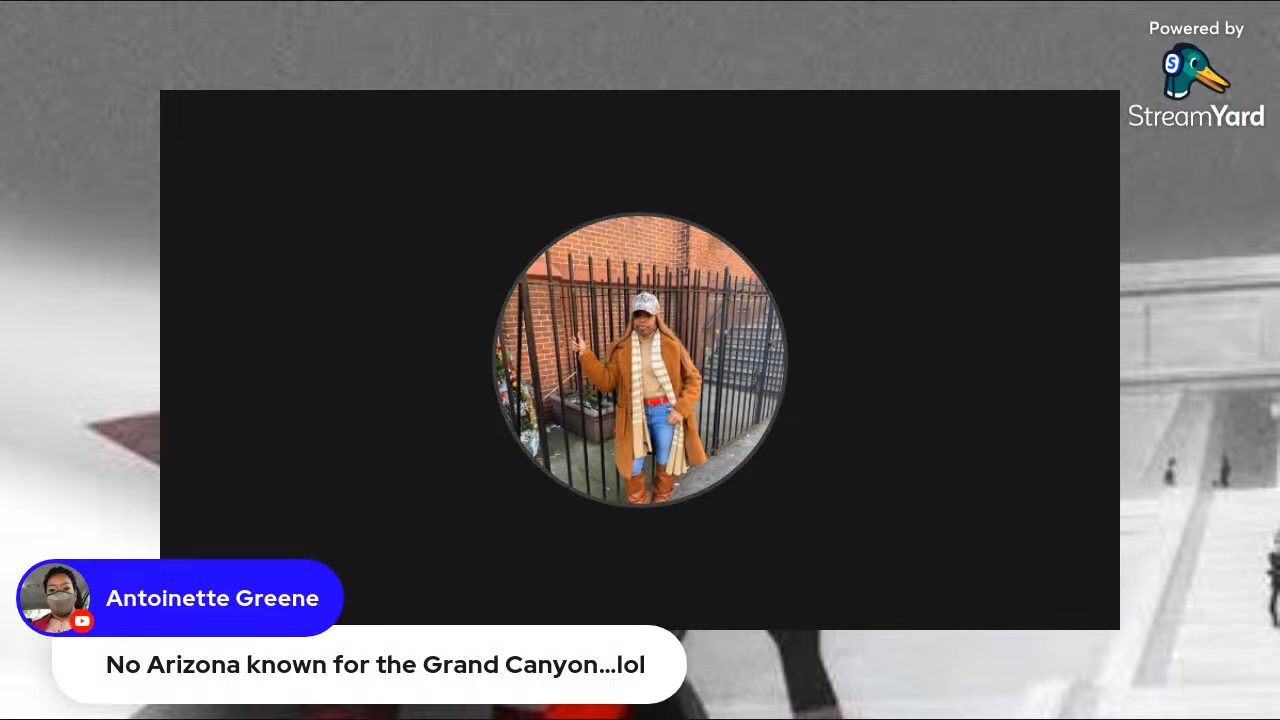 Powered by
StreamYard
Antoinette Greene
No Arizona known for the Grand Canyon...lol